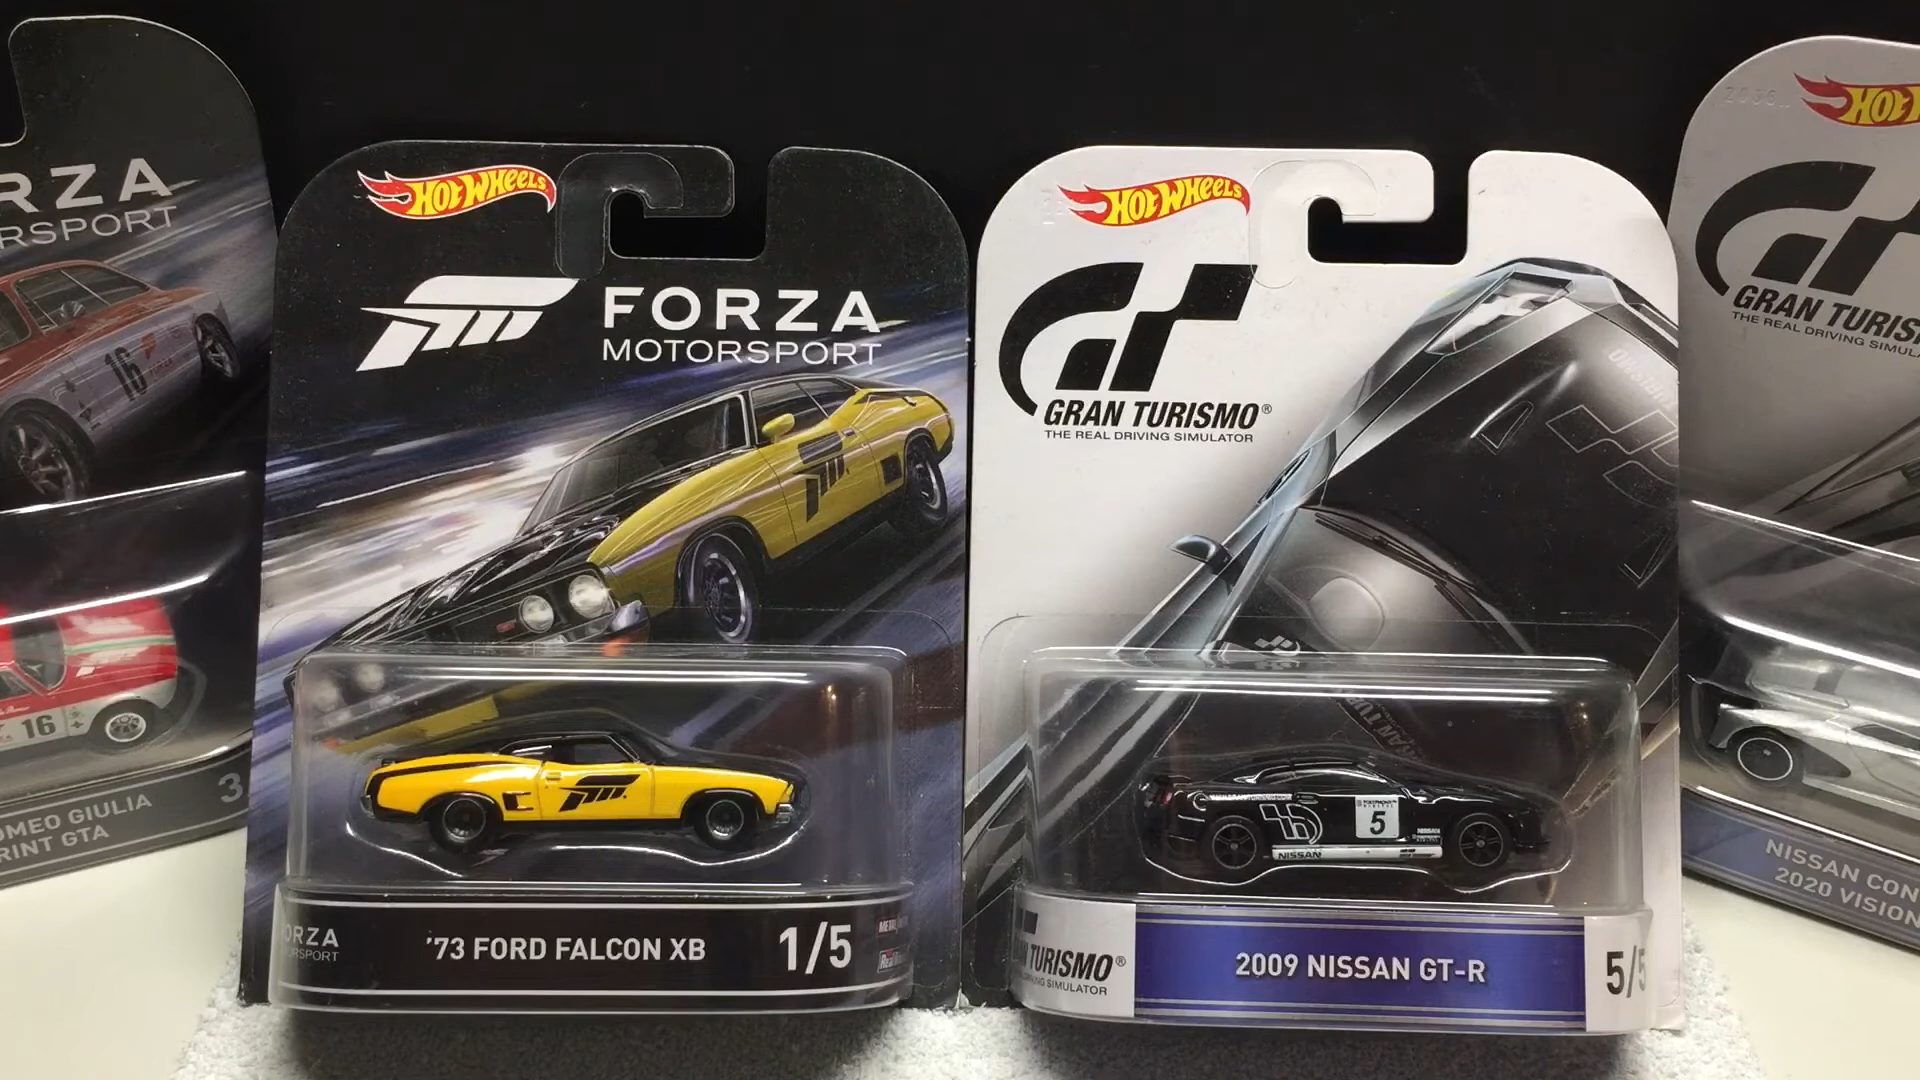 RZA
RSPORT
16
16
OMEO GIULIA
RINT GTA
3
HOT WHEELS
FORZA
MOTORSPORT
ORZA
ORSPORT
'73 FORD FALCON XB
1/5
HOT WHEELS
GRAN TURISMO®
THE REAL DRIVING SIMULATOR
5
NISSAN
TURISMO®
SIMULATOR
2009 NISSAN GT-R
5/5
HOT
GRAN TURIS
THE REAL DRIVING SIMULA
NISSAN CON
2020 VISION